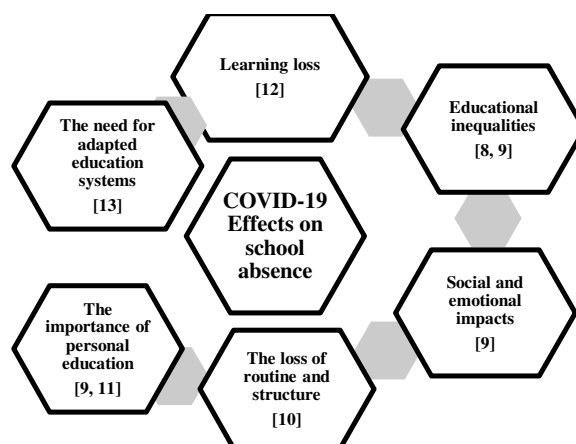 Learning loss
[12]
Educational
inequalities
[8, 9]
Social and
emotional
impacts
[9]
The loss of
routine and
structure
[10]
The
importance of
personal
education
[9, 11]
The need for
adapted
education
systems
[13]
COVID-19
Effects on
school
absence